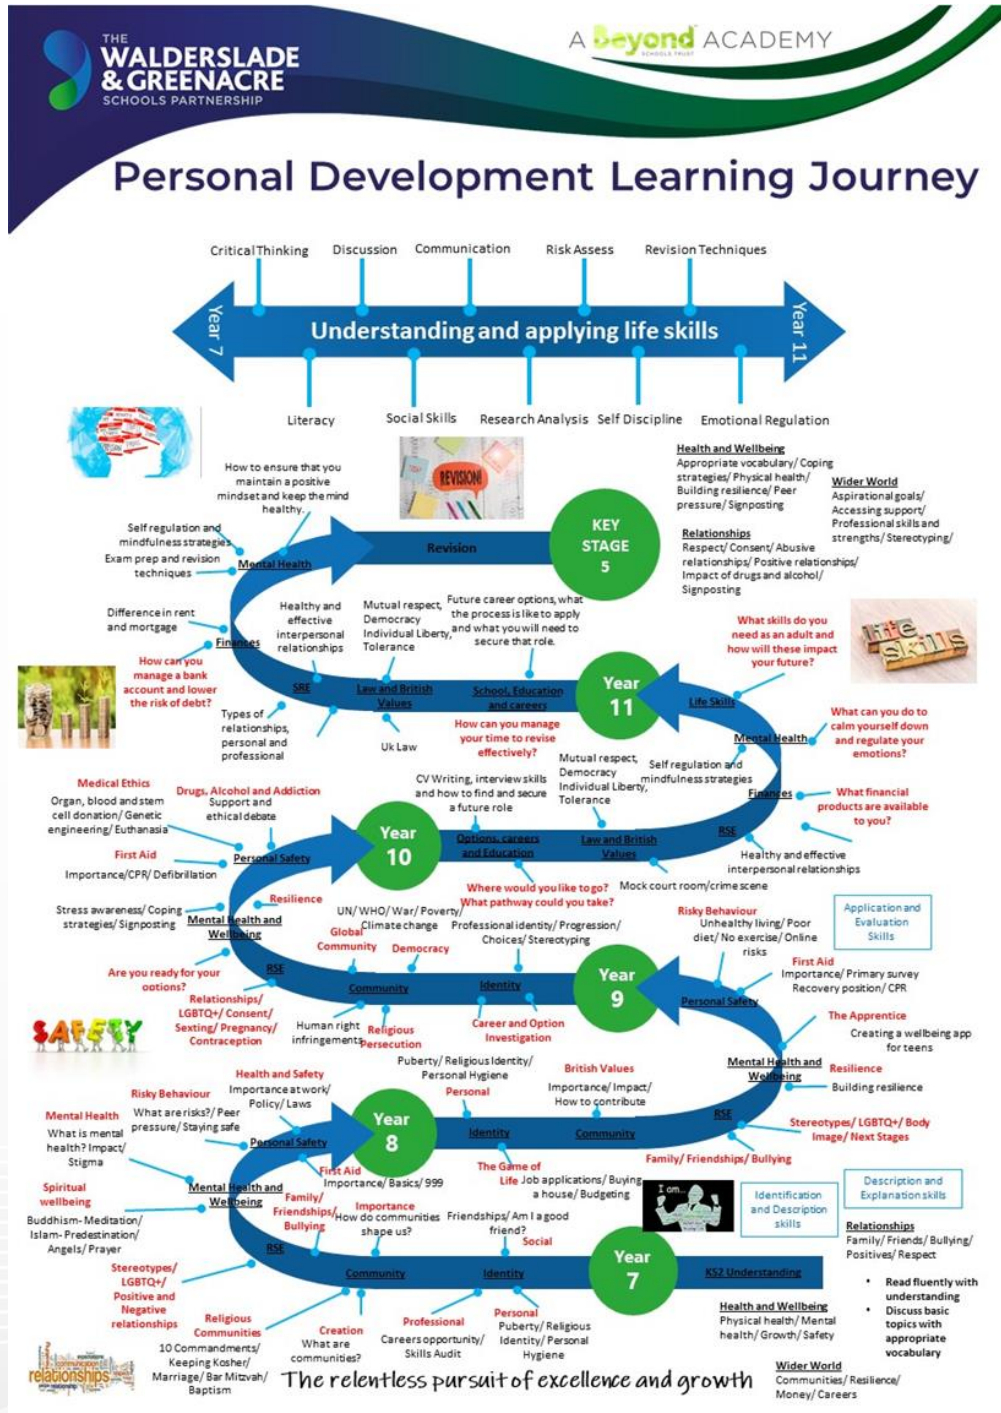 THE
WALDERSLADE
& GREENACRE
SCHOOLS PARTNERSHIP
A Beyond ACADEMY
SCHOOLS TRUST
Personal Development Learning Journey
Critical Thinking
Discussion
Communication
Risk Assess
Revision Techniques
Year 7
Understanding and applying life skills
Year 11
Literacy
Social Skills
Research Analysis
Self Discipline
Emotional Regulation
How to ensure that you
maintain a positive
mindset and keep the mind
healthy.
REVISION!
Health and Wellbeing
Appropriate vocabulary/ Coping
strategies/ Physical health/
Building resilience/ Peer
pressure/ Signposting
Wider World
Aspirational goals/
Accessing support/
Professional skills and
strengths/ Stereotyping/
Relationships
Respect/ Consent/ Abusive
relationships/ Positive relationships/
Impact of drugs and alcohol/
Signposting
Self regulation and
mindfulness strategies
Exam prep and revision
techniques
Mental Health
Revision
KEY
STAGE
5
Difference in rent
and mortgage
Finances
How can you
manage a bank
account and lower
the risk of debt?
Healthy and
effective
interpersonal
relationships
Mutual respect,
Democracy
Individual Liberty,
Tolerance
Future career options, what
the process is like to apply
and what you will need to
secure that role.
SRE
Law and British
Values
School, Education
and careers
Year
11
Life Skills
What skills do you
need as an adult and
how will these impact
your future?
life
skills
Types of
relationships,
personal and
professional
Uk Law
How can you manage
your time to revise
effectively?
Mental Health
What can you do to
calm yourself down
and regulate your
emotions?
Self regulation and
mindfulness strategies
Finances
What financial
products are available
to you?
Medical Ethics
Organ, blood and stem
cell donation/ Genetic
engineering/ Euthanasia
Drugs, Alcohol and Addiction
Support and
ethical debate
CV Writing, interview skills
and how to find and secure
a future role
Mutual respect,
Democracy
Individual Liberty,
Tolerance
First Aid
Importance/CPR/ Defibrillation
Personal Safety
Year
10
Options, careers
and Education
Law and British
Values
RSE
Healthy and effective
interpersonal relationships
Where would you like to go?
What pathway could you take?
Mock court room/crime scene
Stress awareness/ Coping
strategies/ Signposting
Resilience
Mental Health and
Wellbeing
UN/ WHO/ War/ Poverty/
Climate change
Global
Community
Democracy
Professional identity/ Progression/
Choices/ Stereotyping
Risky Behaviour
Unhealthy living/ Poor
diet/ No exercise/ Online
risks
Application and
Evaluation
Skills
Are you ready for your
options?
RSE
Community
Identity
Year
9
Personal Safety
First Aid
Importance/ Primary survey
Recovery position/ CPR
Relationships/
LGBTQ+/ Consent/
Sexting/ Pregnancy/
Contraception
Human right
infringements
Religious
Persecution
Career and Option
Investigation
The Apprentice
Creating a wellbeing app
for teens
SAFETY
Mental Health and
Wellbeing
Resilience
Building resilience
Health and Safety
Importance at work/
Policy/ Laws
Puberty/ Religious Identity/
Personal Hygiene
Personal
British Values
Importance/ Impact/
How to contribute
Risky Behaviour
What are risks?/ Peer
pressure/ Staying safe
Personal Safety
Year
8
Identity
Community
RSE
Stereotypes/ LGBTQ+/ Body
Image/ Next Stages
Family/ Friendships/ Bullying
Mental Health
What is mental
health? Impact/
Stigma
First Aid
Importance/ Basics/ 999
The Game of
Life Job applications/ Buying
a house/ Budgeting
I am...
Identification
and Description
skills
Description and
Explanation skills
Spiritual
wellbeing
Buddhism- Meditation/
Islam- Predestination/
Angels/ Prayer
Mental Health and
Wellbeing
Family/
Friendships/
Bullying
Importance
How do communities
shape us?
Friendships/ Am I a good
friend?
Social
Relationships
Family/ Friends/ Bullying/
Positives/ Respect
RSE
Community
Identity
Year
7
KS2 Understanding
Stereotypes/
LGBTQ+/
Positive and
Negative
relationships
Religious
Communities
10 Commandments/
Keeping Kosher/
Marriage/ Bar Mitzvah/
Baptism
Creation
What are
communities?
Professional
Careers opportunity/
Skills Audit
Personal
Puberty/ Religious
Identity/ Personal
Hygiene
Health and Wellbeing
Physical health/ Mental
health/ Growth/ Safety
• Read fluently with
understanding
• Discuss basic
topics with
appropriate
vocabulary
Wider World
Communities/ Resilience/
Money/ Careers
relationships
communication
The relentless pursuit of excellence and growth